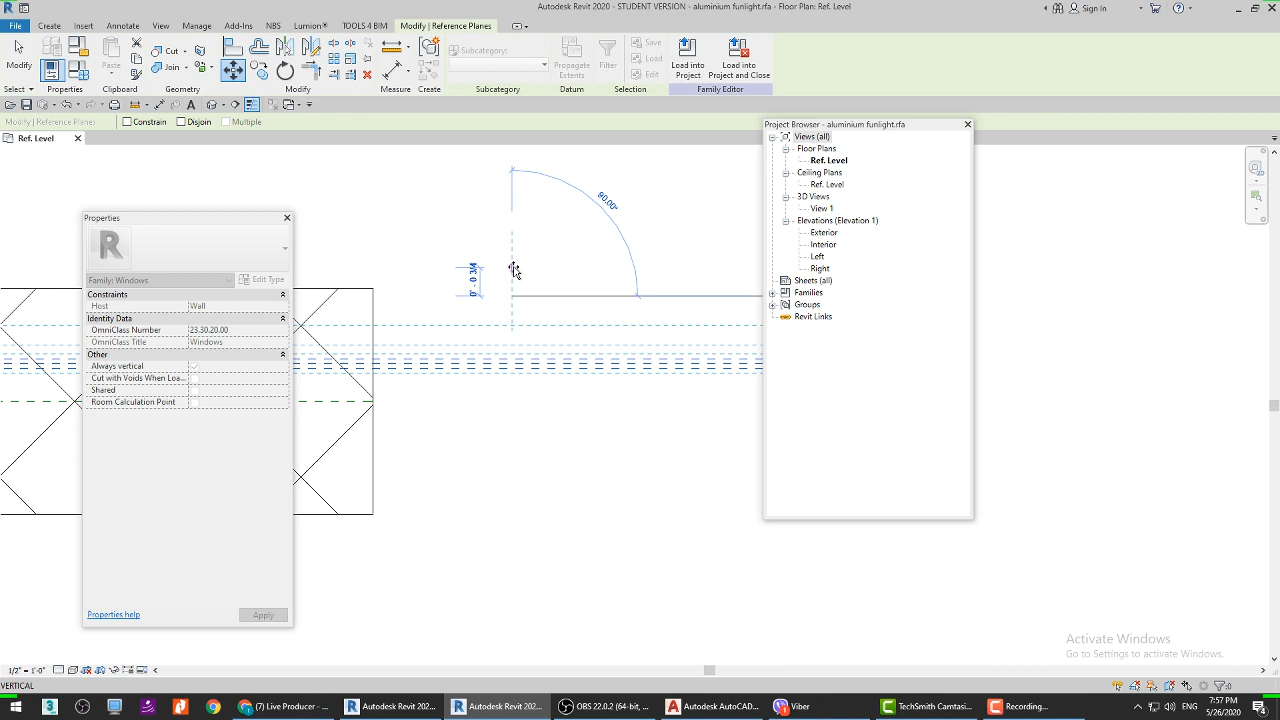 Autodesk Revit 2020 - STUDENT VERSION - aluminium funlight.rfa - Floor Plan: Ref. Level
Sign In
File Create Insert Annotate View Manage Add-Ins NBS Lumion® TOOLS 4 BIM Modify | Reference Planes
Modify
Paste
Cut
Join
Subcategory:
Propagate Extents
Filter
Save
Load
Edit
Load into Project
Load into Project and Close
Select Properties Clipboard Geometry Modify Measure Create Subcategory Datum Selection Family Editor
Modify | Reference Planes
Constrain Disjoin Multiple
Ref. Level
Project Browser - aluminium funlight.rfa
Views (all)
Floor Plans
Ref. Level
Ceiling Plans
Ref. Level
3D Views
View 1
Elevations (Elevation 1)
Exterior
Interior
Left
Right
Sheets (all)
Families
Groups
Revit Links
90.00°
Properties
Family: Windows
Edit Type
Constraints
Host Wall
Identity Data
OmniClass Number 23.30.20.00
OmniClass Title Windows
Other
Always vertical
Cut with Voids When Loa...
Shared
Room Calculation Point
Properties help
Apply
Activate Windows
Go to Settings to activate Windows.
1/2" = 1'-0"
VERTICAL
:0
(7) Live Producer - ...
Autodesk Revit 202...
Autodesk Revit 202...
OBS 22.0.2 (64-bit, ...
Autodesk AutoCAD...
Viber
TechSmith Camtasi...
Recording...
7:57 PM
5/26/2020